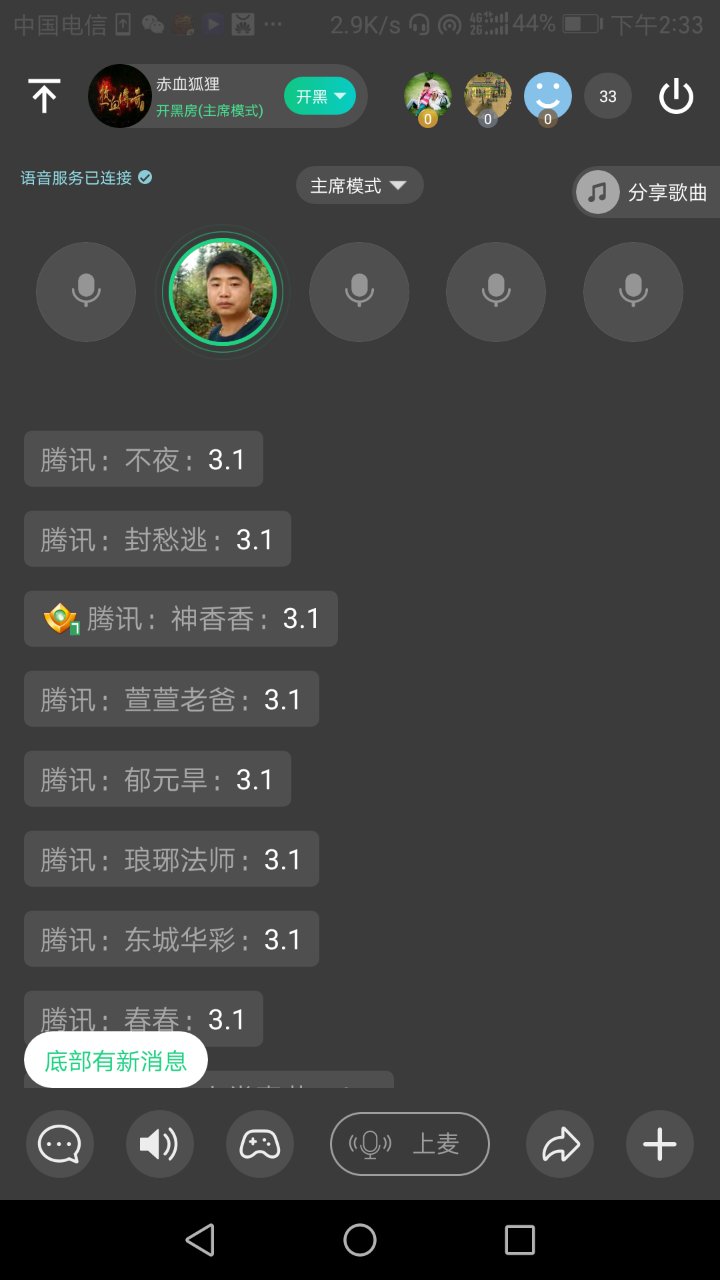 中国电信 2.9K/s 4G 2G 44% 下午2:33
赤血狐狸
开黑房(主席模式)
开黑
0
0
0
33
语音服务已连接
主席模式
分享歌曲
腾讯：不夜：3.1
腾讯：封愁逃：3.1
1 腾讯：神香香：3.1
腾讯：萱萱老爸：3.1
腾讯：郁元旱：3.1
腾讯：琅琊法师：3.1
腾讯：东城华彩：3.1
腾讯：春春：3.1
底部有新消息
上麦